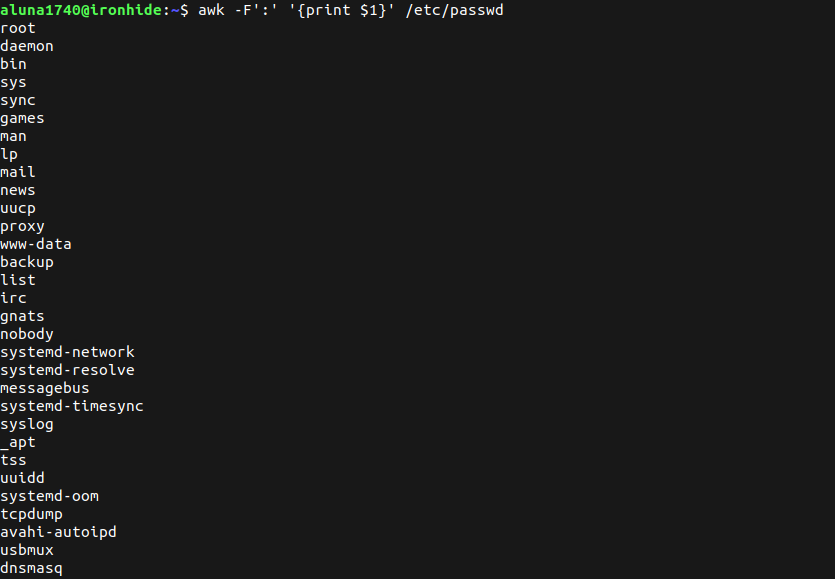 aluna1740@ironhide:~$ awk -F':' '{print $1}' /etc/passwd
root
daemon
bin
sys
sync
games
man
lp
mail
news
uucp
proxy
www-data
backup
list
irc
gnats
nobody
systemd-network
systemd-resolve
messagebus
systemd-timesync
syslog
_apt
tss
uuidd
systemd-oom
tcpdump
avahi-autoipd
usbmux
dnsmasq